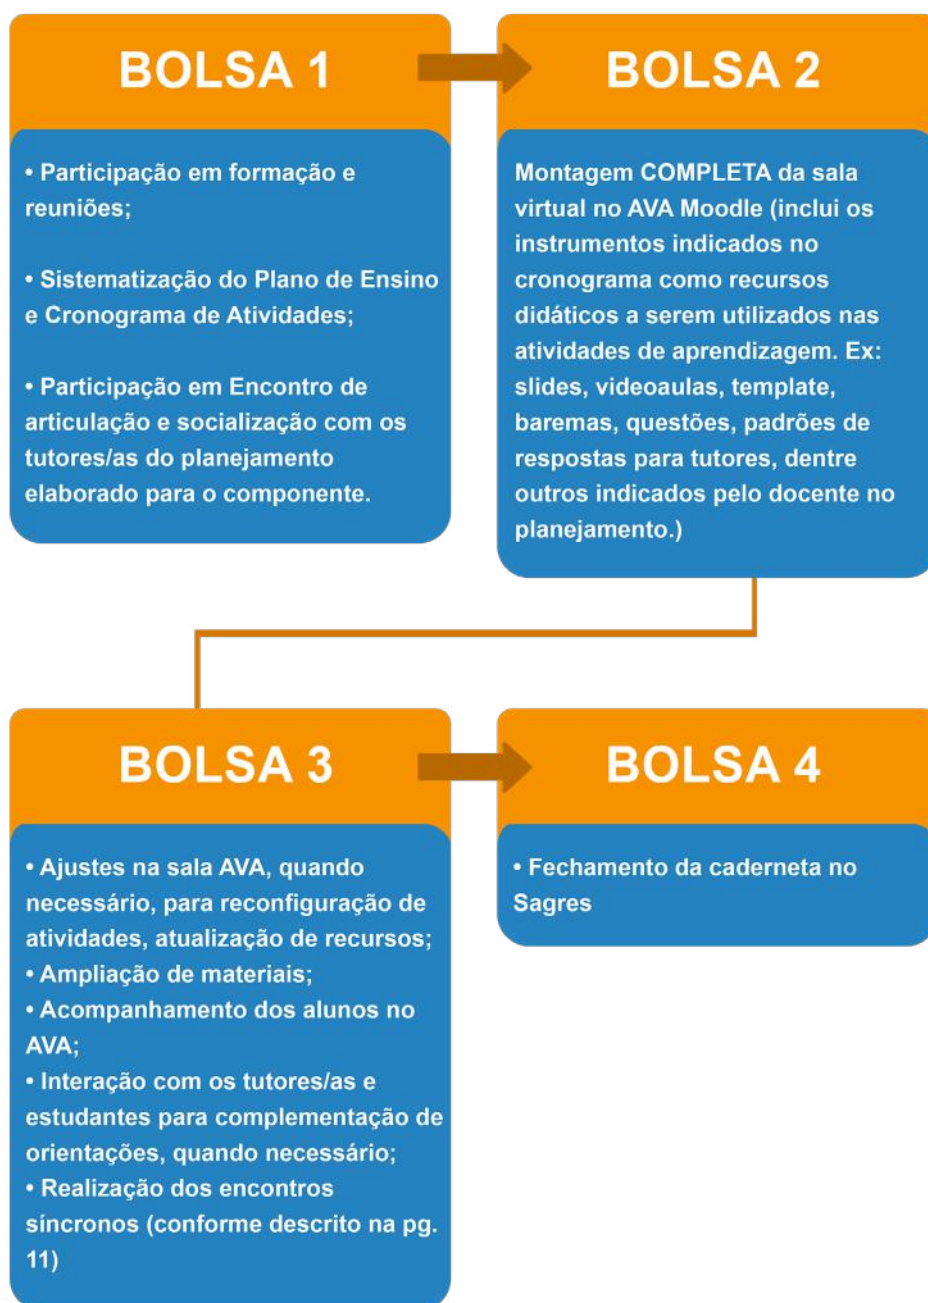 BOLSA 1
• Participação em formação e
reuniões;
• Sistematização do Plano de Ensino
e Cronograma de Atividades;
• Participação em Encontro de
articulação e socialização com os
tutores/as do planejamento
elaborado para o componente.
BOLSA 2
Montagem COMPLETA da sala
virtual no AVA Moodle (inclui os
instrumentos indicados no
cronograma como recursos
didáticos a serem utilizados nas
atividades de aprendizagem. Ex:
slides, videoaulas, template,
baremas, questões, padrões de
respostas para tutores, dentre
outros indicados pelo docente no
planejamento.)
BOLSA 3
• Ajustes na sala AVA, quando
necessário, para reconfiguração de
atividades, atualização de recursos;
• Ampliação de materiais;
• Acompanhamento dos alunos no
AVA;
• Interação com os tutores/as e
estudantes para complementação de
orientações, quando necessário;
• Realização dos encontros
síncronos (conforme descrito na pg.
11)
BOLSA 4
• Fechamento da caderneta no
Sagres